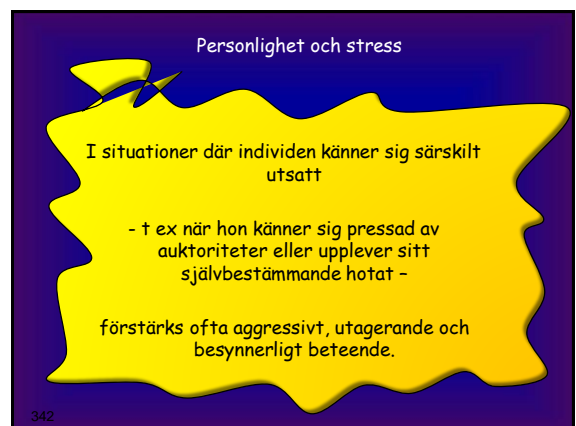 Personlighet och stress
I situationer där individen känner sig särskilt
utsatt
- t ex när hon känner sig pressad av
auktoriteter eller upplever sitt
självbestämmande hotat –
förstärks ofta aggressivt, utagerande och
besynnerligt beteende.
342